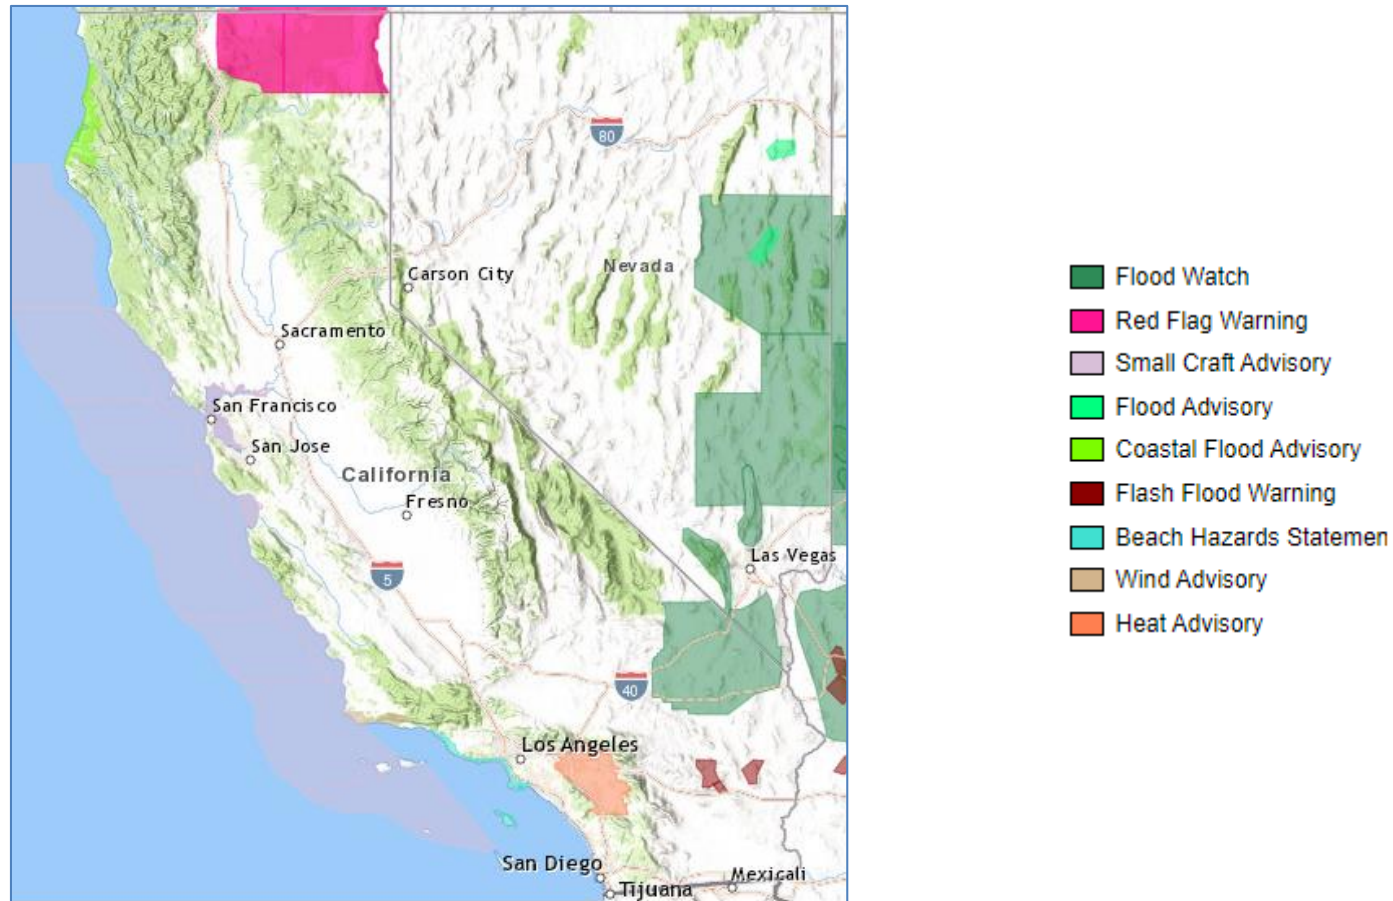 80
Carson City
Nevada
Sacramento
San Francisco
San Jose
California
Fresno
Las Vegas
5
40
Los Angeles
San Diego
Mexicali
Tijuana
Flood Watch
Red Flag Warning
Small Craft Advisory
Flood Advisory
Coastal Flood Advisory
Flash Flood Warning
Beach Hazards Statemen
Wind Advisory
Heat Advisory